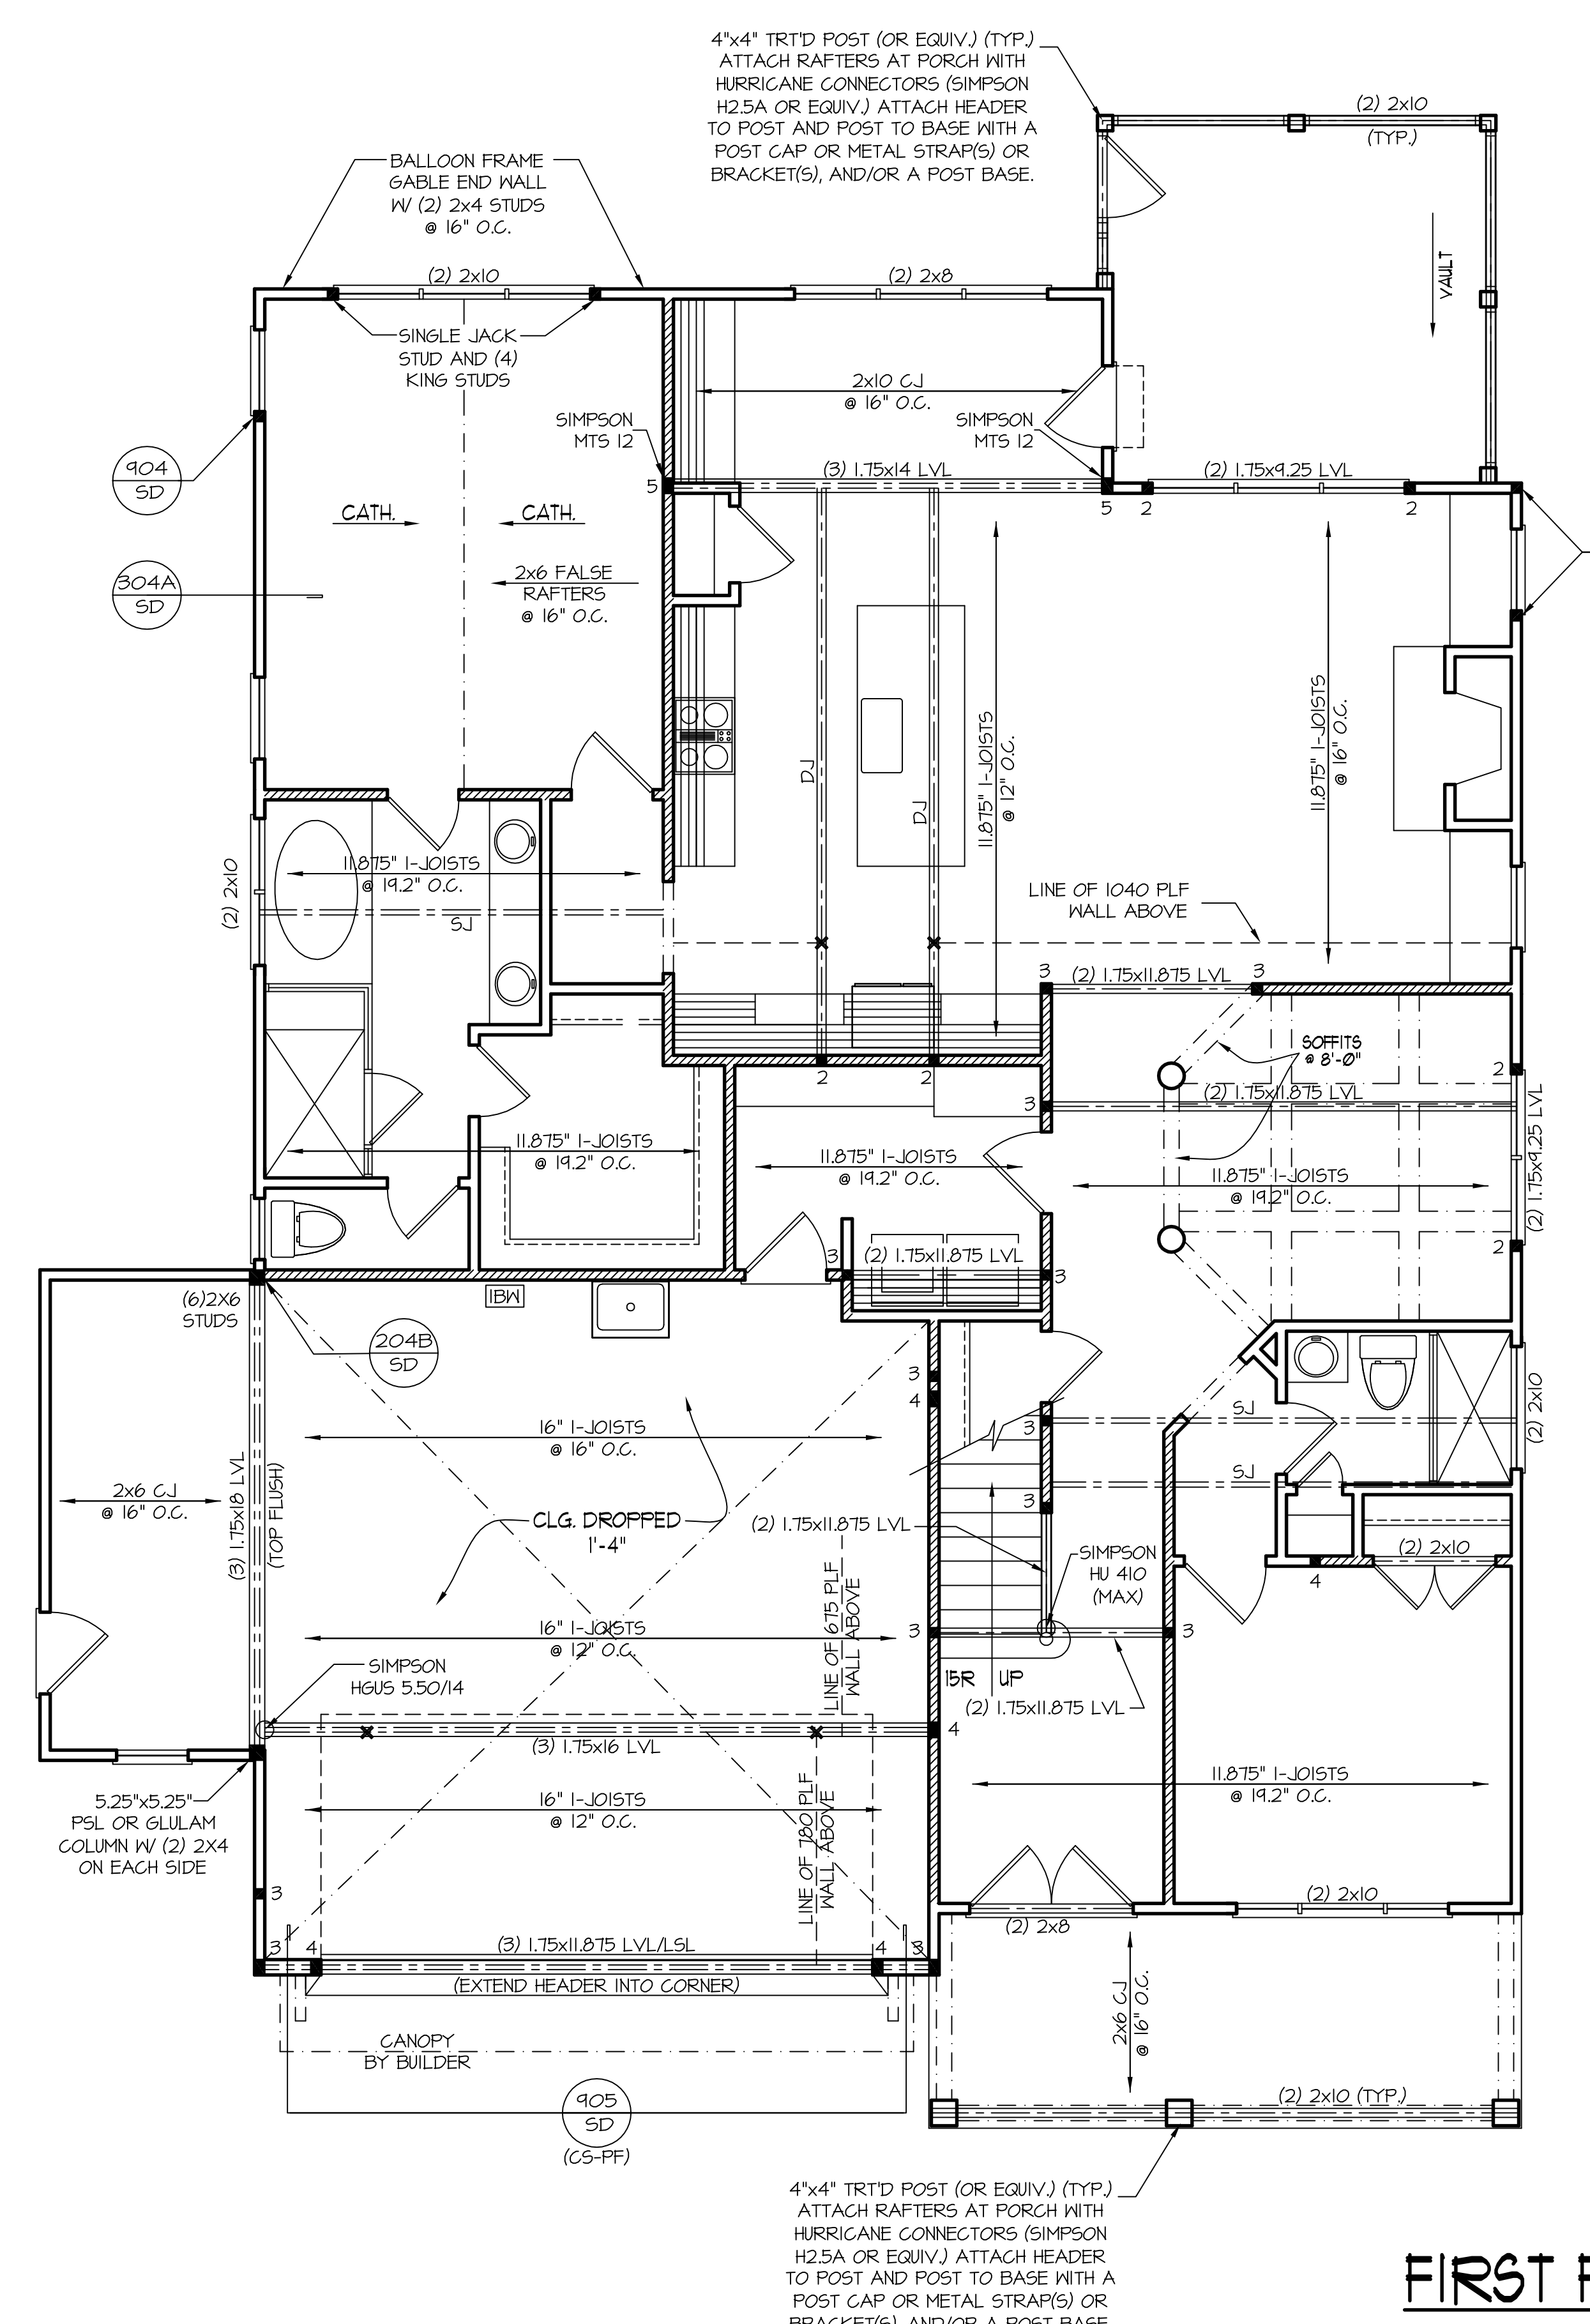 4"x4" TRT'D POST (OR EQUIV.) (TYP.)
ATTACH RAFTERS AT PORCH WITH
HURRICANE CONNECTORS (SIMPSON
H2.5A OR EQUIV.) ATTACH HEADER
TO POST AND POST TO BASE WITH A
POST CAP OR METAL STRAP(S) OR
BRACKET(S), AND/OR A POST BASE.
(2) 2x10
(TYP.)
BALLOON FRAME
GABLE END WALL
W/ (2) 2x4 STUDS
@ 16" O.C.
VAULT
(2) 2x10
(2) 2x8
SINGLE JACK
STUD AND (4)
KING STUDS
2x10 CJ
@ 16" O.C.
SIMPSON
MTS 12
SIMPSON
MTS 12
904
SD
5
(3) 1.75x14 LVL
(2) 1.75x9.25 LVL
5
2
2
CATH.
CATH.
304A
SD
2x6 FALSE
RAFTERS
@ 16" O.C.
DJ
DJ
11.875" I-JOISTS
@ 12" O.C.
11.875" I-JOISTS
@ 16" O.C.
(2) 2x10
11.875" I-JOISTS
@ 19.2" O.C.
SJ
LINE OF 1040 PLF
WALL ABOVE
3
(2) 1.75x11.875 LVL
3
SOFFITS
@ 8'-0"
2
2
2
3
(2) 1.75x11.875 LVL
(2) 1.75x9.25 LVL
11.875" I-JOISTS
@ 19.2" O.C.
11.875" I-JOISTS
@ 19.2" O.C.
11.875" I-JOISTS
@ 19.2" O.C.
2
3
(2) 1.75x11.875 LVL
3
(6)2X6
STUDS
IBW
204B
SD
3
4
3
SJ
(2) 2x10
16" I-JOISTS
@ 16" O.C.
SJ
2x6 CJ
@ 16" O.C.
(3) 1.75x18 LVL
(TOP FLUSH)
CLG. DROPPED
1'-4"
3
(2) 1.75x11.875 LVL
SIMPSON
HU 410
(MAX)
(2) 2x10
4
LINE OF 675 PLF
WALL ABOVE
16" I-JOISTS
@ 12" O.C.
3
3
SIMPSON
HGUS 5.50/14
15R
UP
(2) 1.75x11.875 LVL
4
(3) 1.75x16 LVL
5.25"x5.25"
PSL OR GLULAM
COLUMN W/ (2) 2X4
ON EACH SIDE
16" I-JOISTS
@ 12" O.C.
LINE OF 780 PLF
WALL ABOVE
11.875" I-JOISTS
@ 19.2" O.C.
3
(2) 2x10
(2) 2x8
3
4
(3) 1.75x11.875 LVL/LSL
4
3
(EXTEND HEADER INTO CORNER)
CANOPY
BY BUILDER
2x6 CJ
@ 16" O.C.
905
SD
(CS-PF)
(2) 2x10 (TYP.)
4"x4" TRT'D POST (OR EQUIV.) (TYP.)
ATTACH RAFTERS AT PORCH WITH
HURRICANE CONNECTORS (SIMPSON
H2.5A OR EQUIV.) ATTACH HEADER
TO POST AND POST TO BASE WITH A
POST CAP OR METAL STRAP(S) OR
BRACKET(S), AND/OR A POST BASE.
FIRST